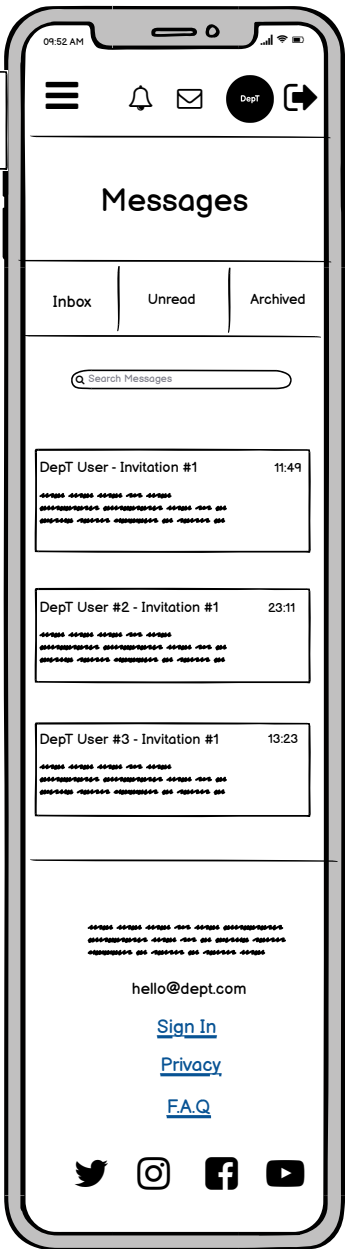 09:52 AM
DepT
Messages
Inbox
Unread
Archived
Search Messages
DepT User - Invitation #1
11:49
DepT User #2 - Invitation #1
23:11
DepT User #3 - Invitation #1
13:23
hello@dept.com
Sign In
Privacy
F.A.Q